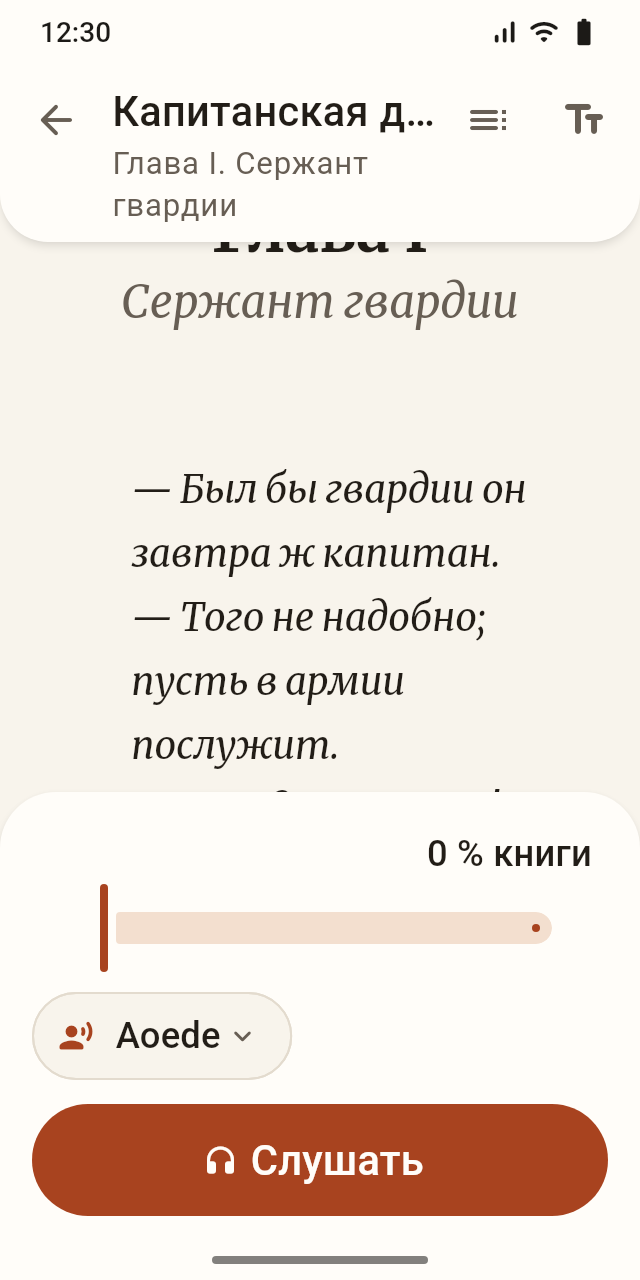 12:30
Капитанская д...
Глава I. Сержант
гвардии
Глава I
Сержант гвардии
— Был бы гвардии он
завтра ж капитан.
— Того не надобно;
пусть в армии
послужит.
0 % книги
Aoede
Слушать